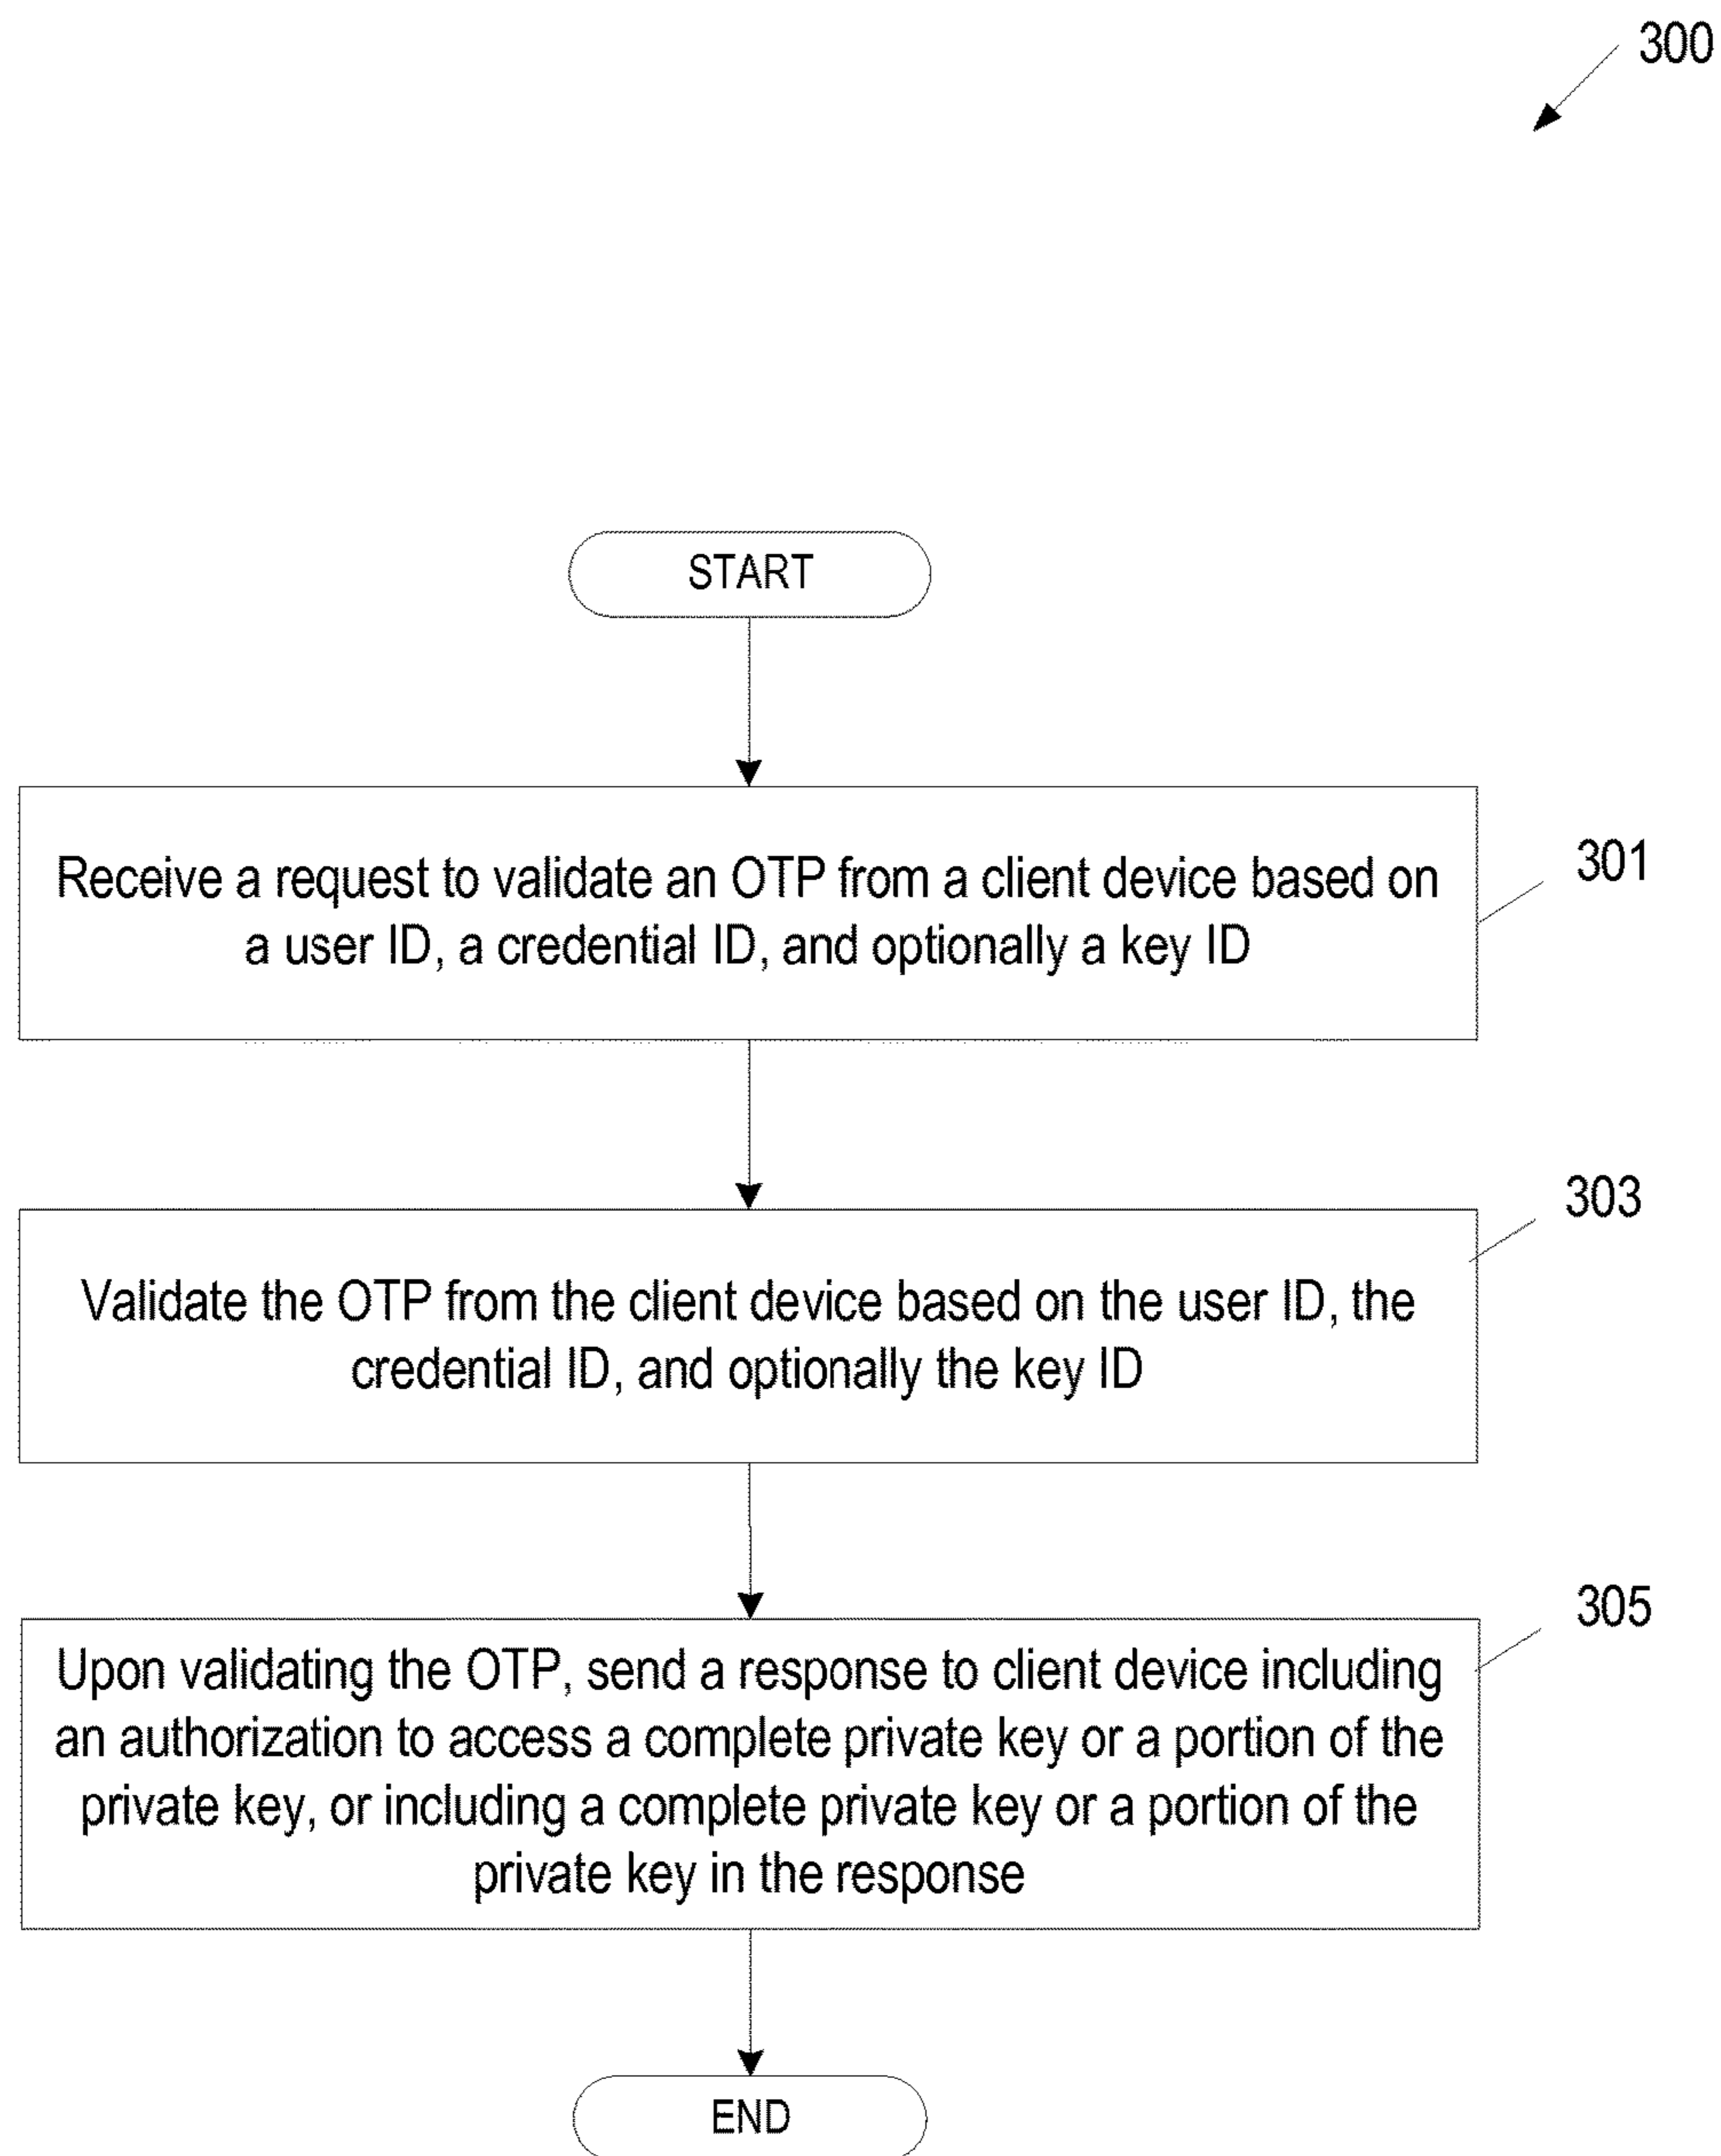 300
START
Receive a request to validate an OTP from a client device based on
a user ID, a credential ID, and optionally a key ID
301
303
Validate the OTP from the client device based on the user ID, the
credential ID, and optionally the key ID
305
Upon validating the OTP, send a response to client device including
an authorization to access a complete private key or a portion of the
private key, or including a complete private key or a portion of the
private key in the response
END